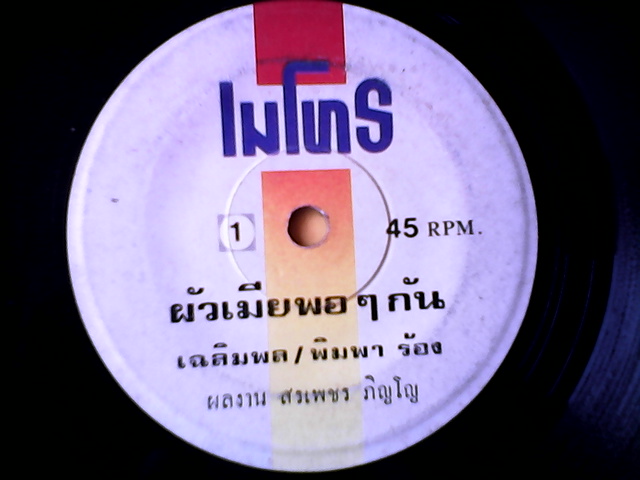 เมโทร
1 45 RPM.
ผัวเมียพอๆกัน
เฉลิมพล / พิมพา ร้อง
ผลงาน สรเพชร ภิญโญ